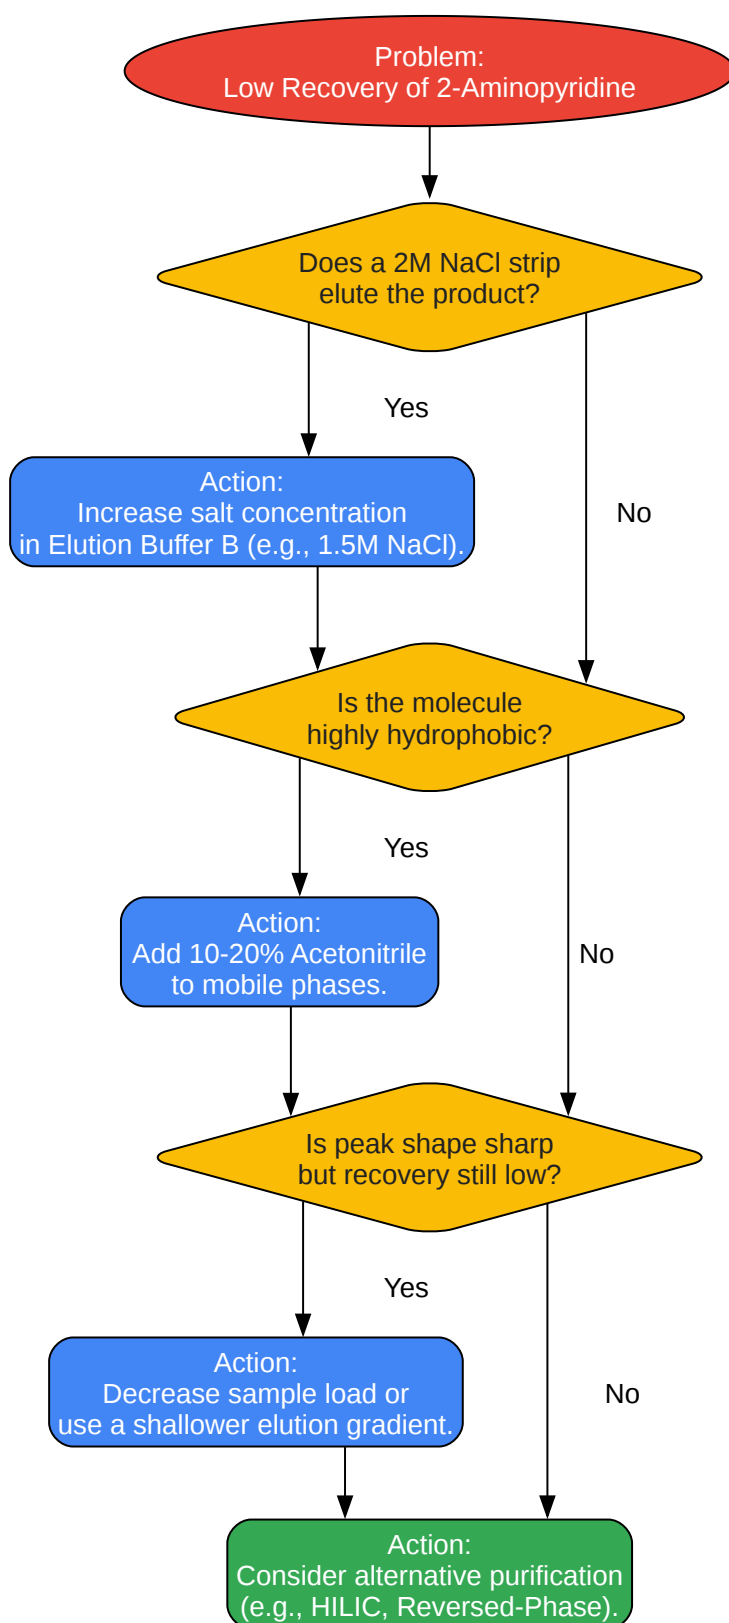 Problem:
Low Recovery of 2-Aminopyridine
Does a 2M NaCl strip
elute the product?
Yes
Action:
Increase salt concentration
in Elution Buffer B (e.g., 1.5M NaCl).
No
Is the molecule
highly hydrophobic?
Yes
Action:
Add 10-20% Acetonitrile
to mobile phases.
No
Is peak shape sharp
but recovery still low?
Yes
Action:
Decrease sample load or
use a shallower elution gradient.
No
Action:
Consider alternative purification
(e.g., HILIC, Reversed-Phase).